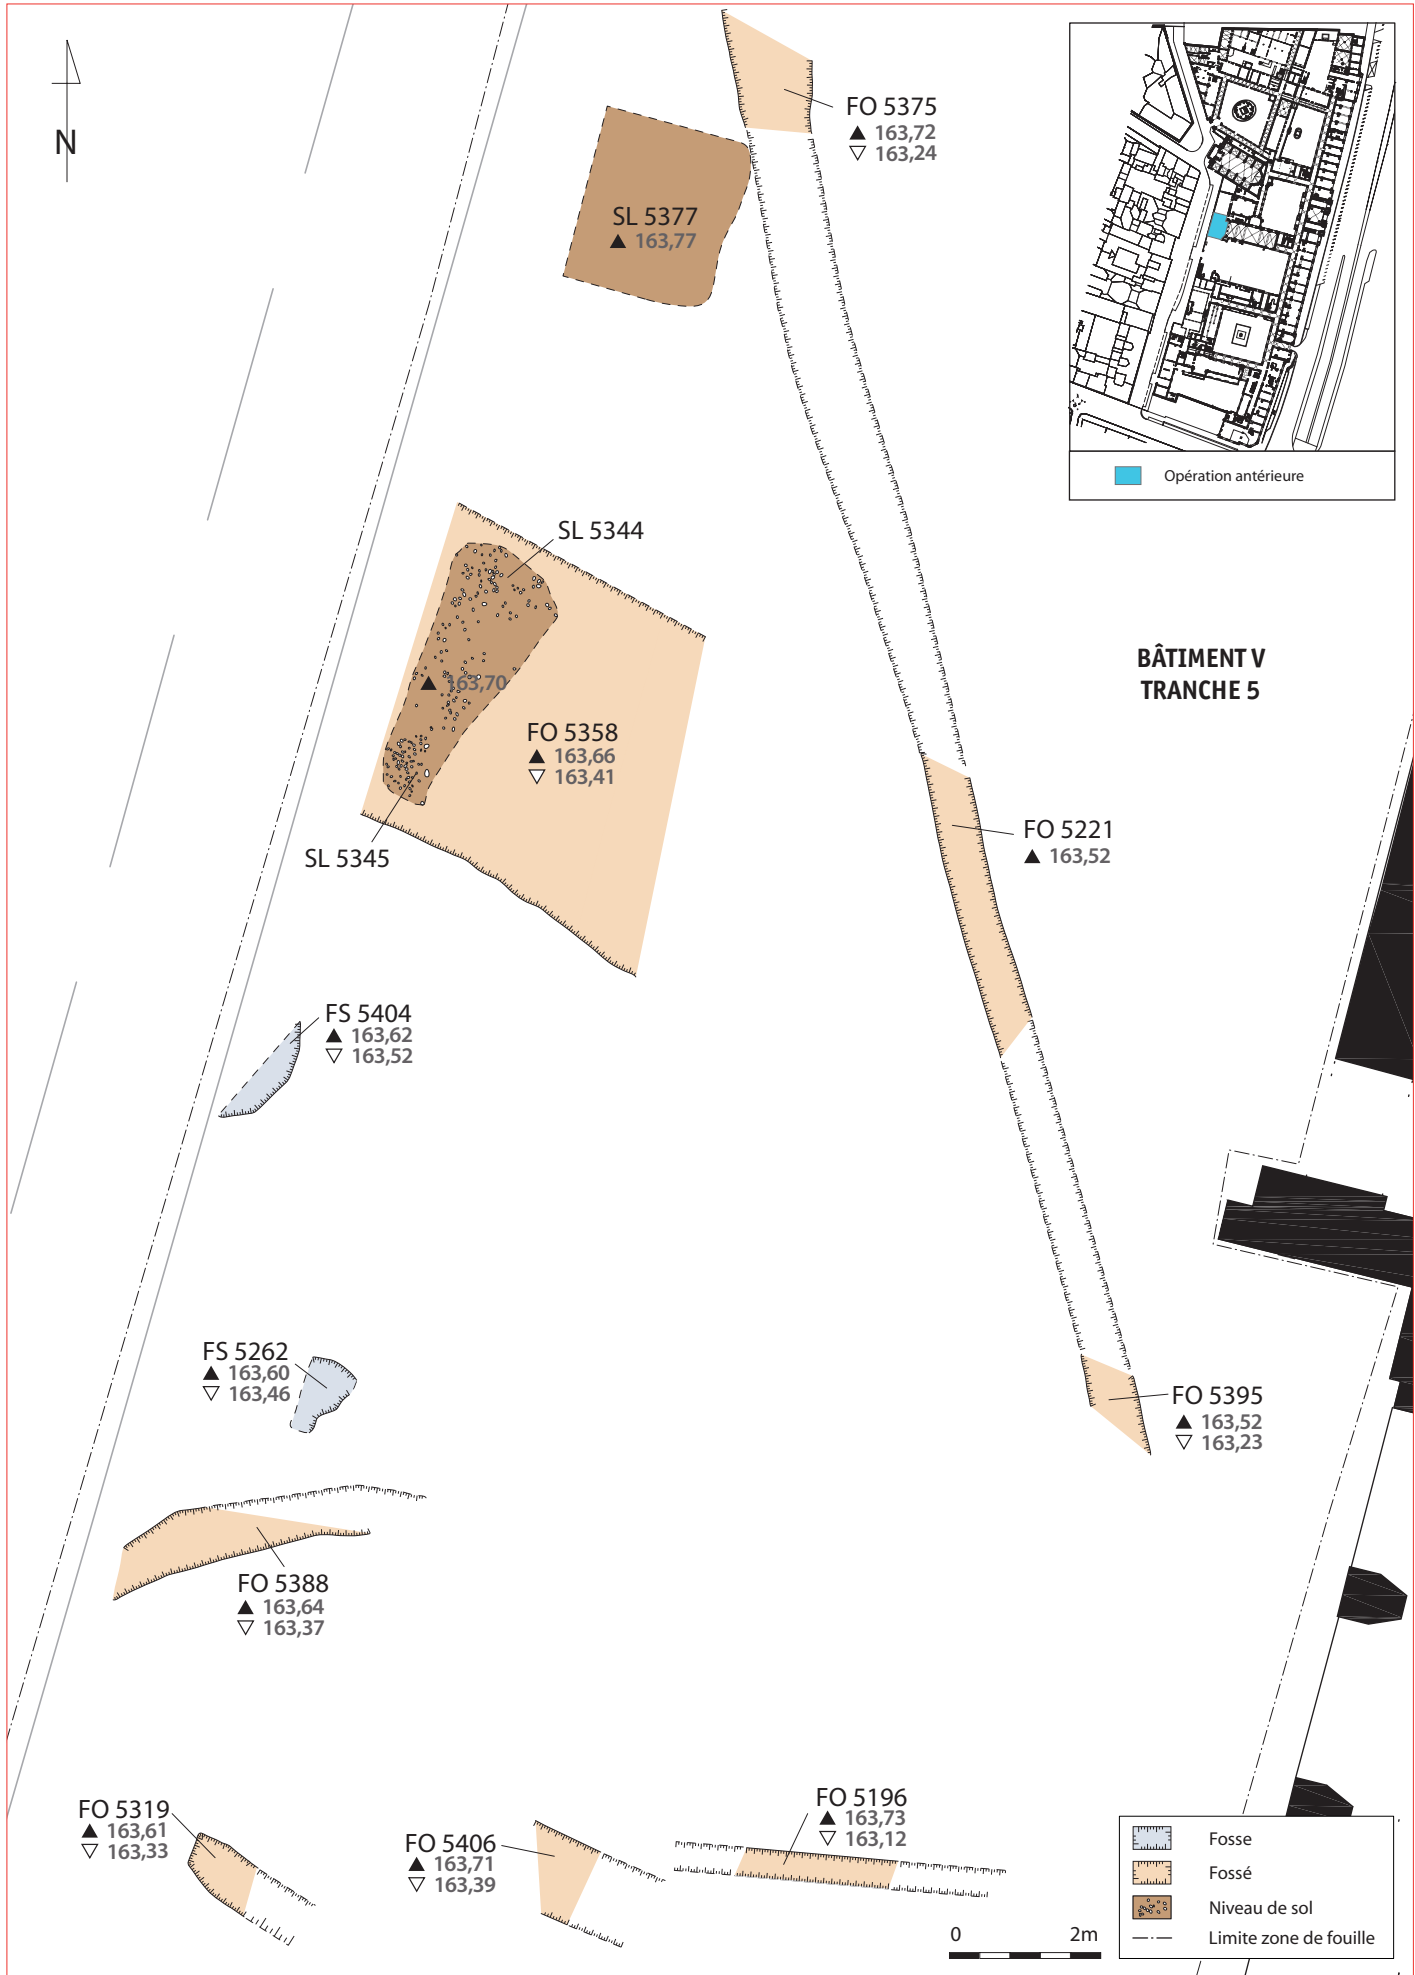 N
FO 5375
▲ 163,72
▽ 163,24
SL 5377
▲ 163,77
Opération antérieure
SL 5344
▲ 163,70
FO 5358
▲ 163,66
▽ 163,41
SL 5345
BÂTIMENT V
TRANCHE 5
FO 5221
▲ 163,52
FS 5404
▲ 163,62
▽ 163,52
FS 5262
▲ 163,60
▽ 163,46
FO 5395
▲ 163,52
▽ 163,23
FO 5388
▲ 163,64
▽ 163,37
FO 5319
▲ 163,61
▽ 163,33
FO 5406
▲ 163,71
▽ 163,39
FO 5196
▲ 163,73
▽ 163,12
0 2m
Fosse
Fossé
Niveau de sol
Limite zone de fouille